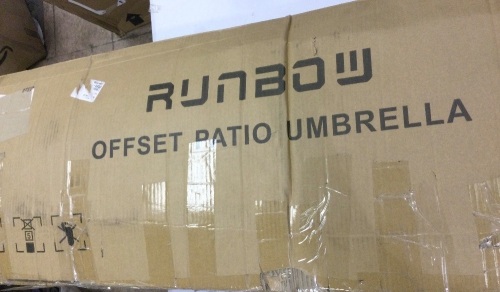 RUNBOW
OFFSET PATIO UMBRELLA